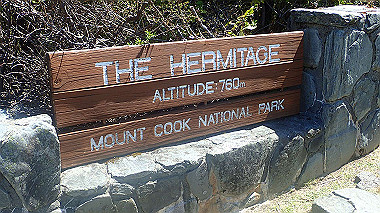 THE HERMITAGE
ALTITUDE: 760m
MOUNT COOK NATIONAL PARK